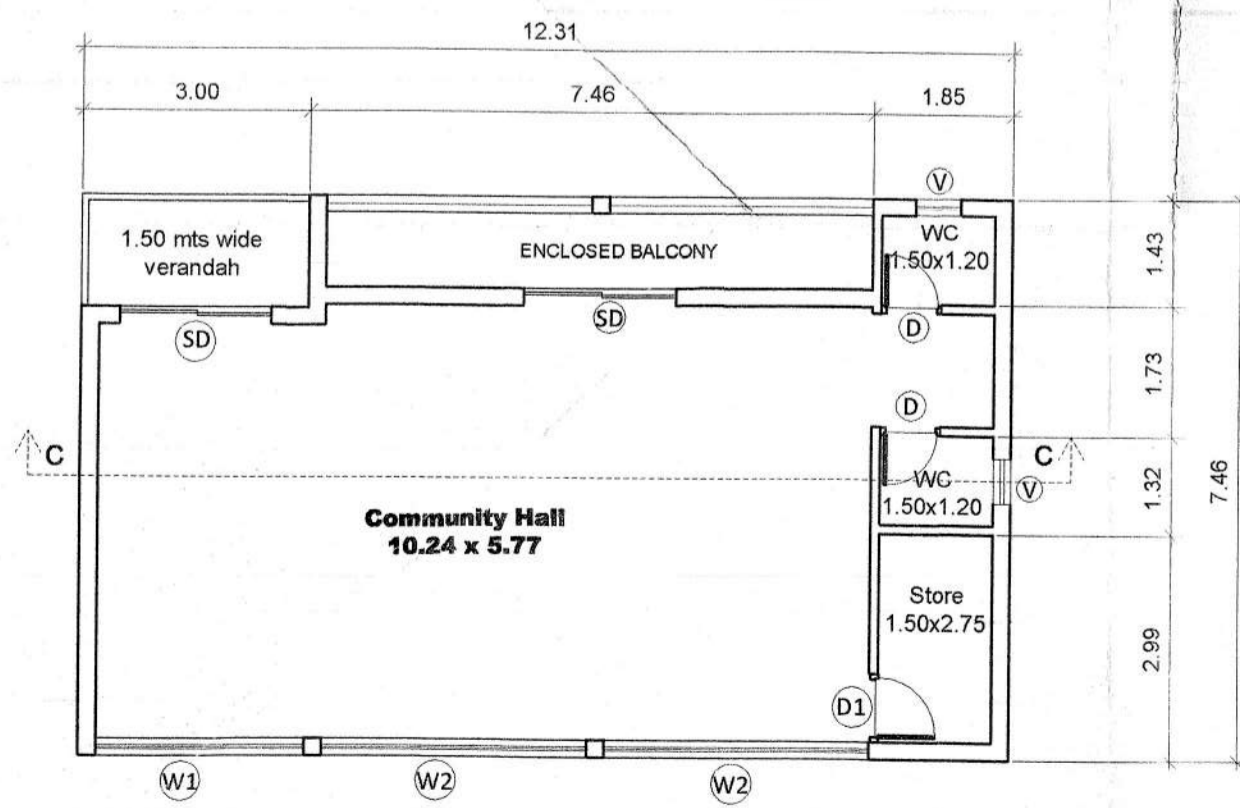 12.31
3.00
7.46
1.85
V
1.50 mts wide
verandah
ENCLOSED BALCONY
WC
1.50x1.20
1.43
SD
SD
D
1.73
D
C
C
WC
1.50x1.20
V
1.32
7.46
Community Hall
10.24 x 5.77
Store
1.50x2.75
2.99
D1
W1
W2
W2